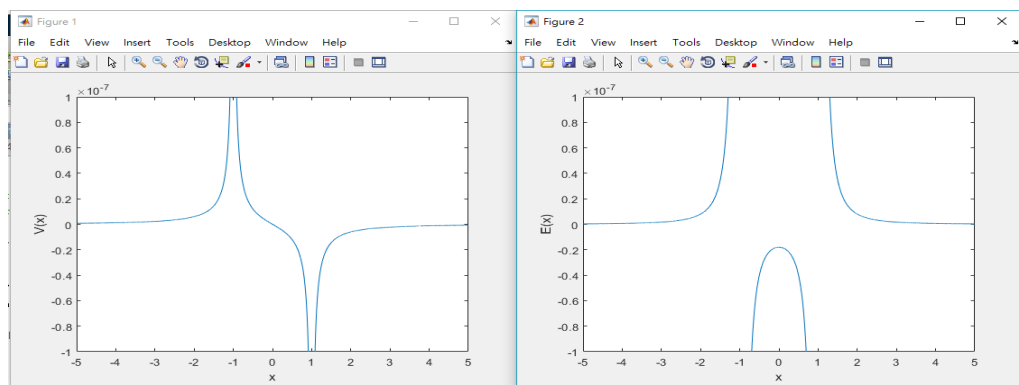 Figure 1
File Edit View Insert Tools Desktop Window Help
×10-7
1
0.8
0.6
0.4
0.2
0
-0.2
-0.4
-0.6
-0.8
-1
V(x)
-5 -4 -3 -2 -1 0 1 2 3 4 5
x
Figure 2
File Edit View Insert Tools Desktop Window Help
×10-7
1
0.8
0.6
0.4
0.2
0
-0.2
-0.4
-0.6
-0.8
-1
E(x)
-5 -4 -3 -2 -1 0 1 2 3 4 5
x